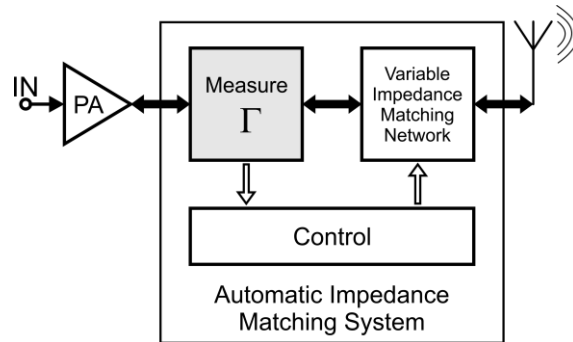 IN
PA
Measure
Γ
Variable
Impedance
Matching
Network
Control
Automatic Impedance
Matching System